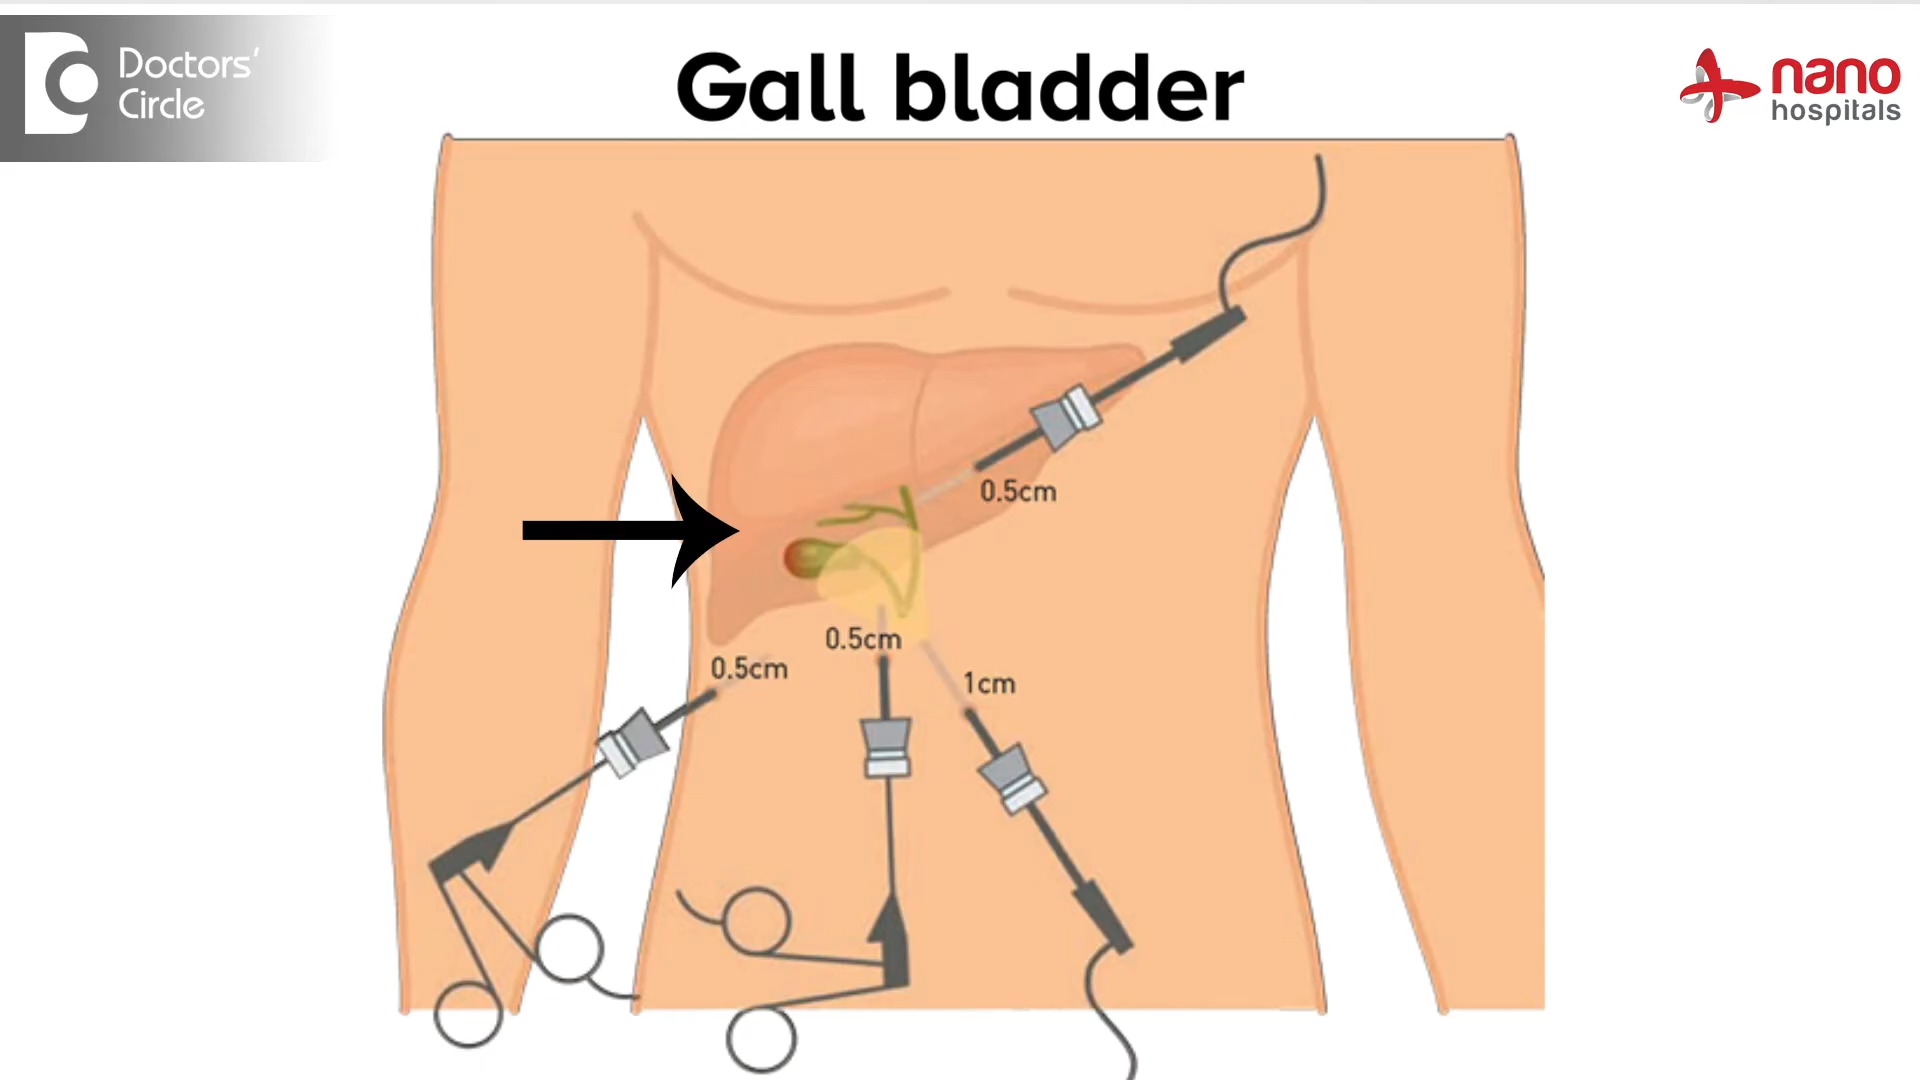 Doctors'
Circle
Gall bladder
nano
hospitals
0.5cm
0.5cm
0.5cm
1cm